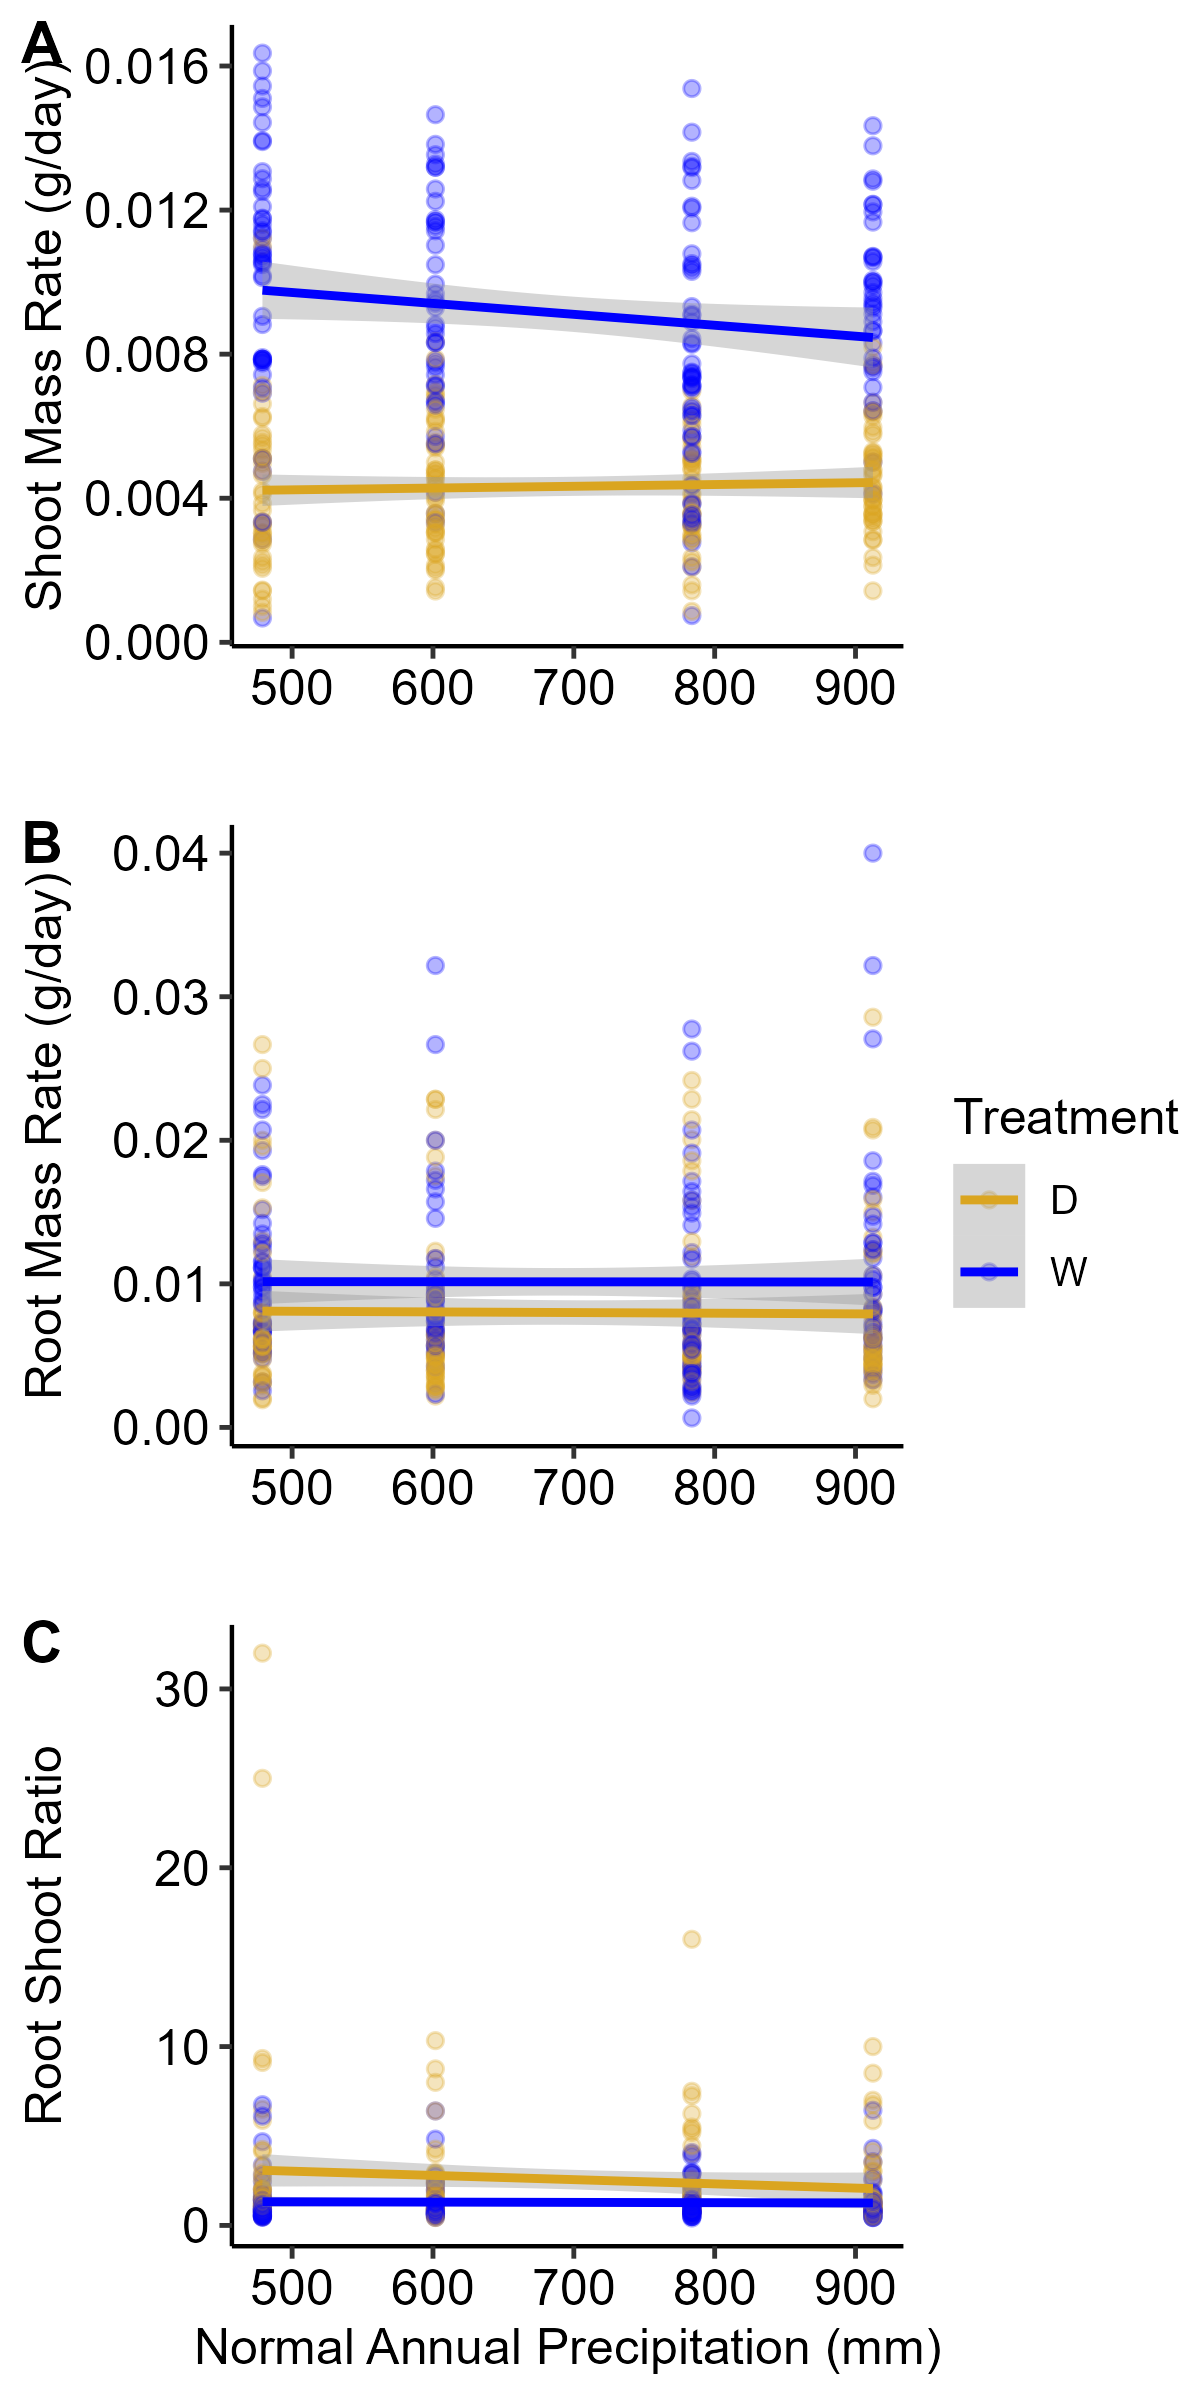 A
Shoot Mass Rate (g/day)
0.016
0.012
0.008
0.004
0.000
500 600 700 800 900
B
Root Mass Rate (g/day)
0.04
0.03
0.02
0.01
0.00
500 600 700 800 900
Treatment
D
W
C
Root Shoot Ratio
30
20
10
0
500 600 700 800 900
Normal Annual Precipitation (mm)